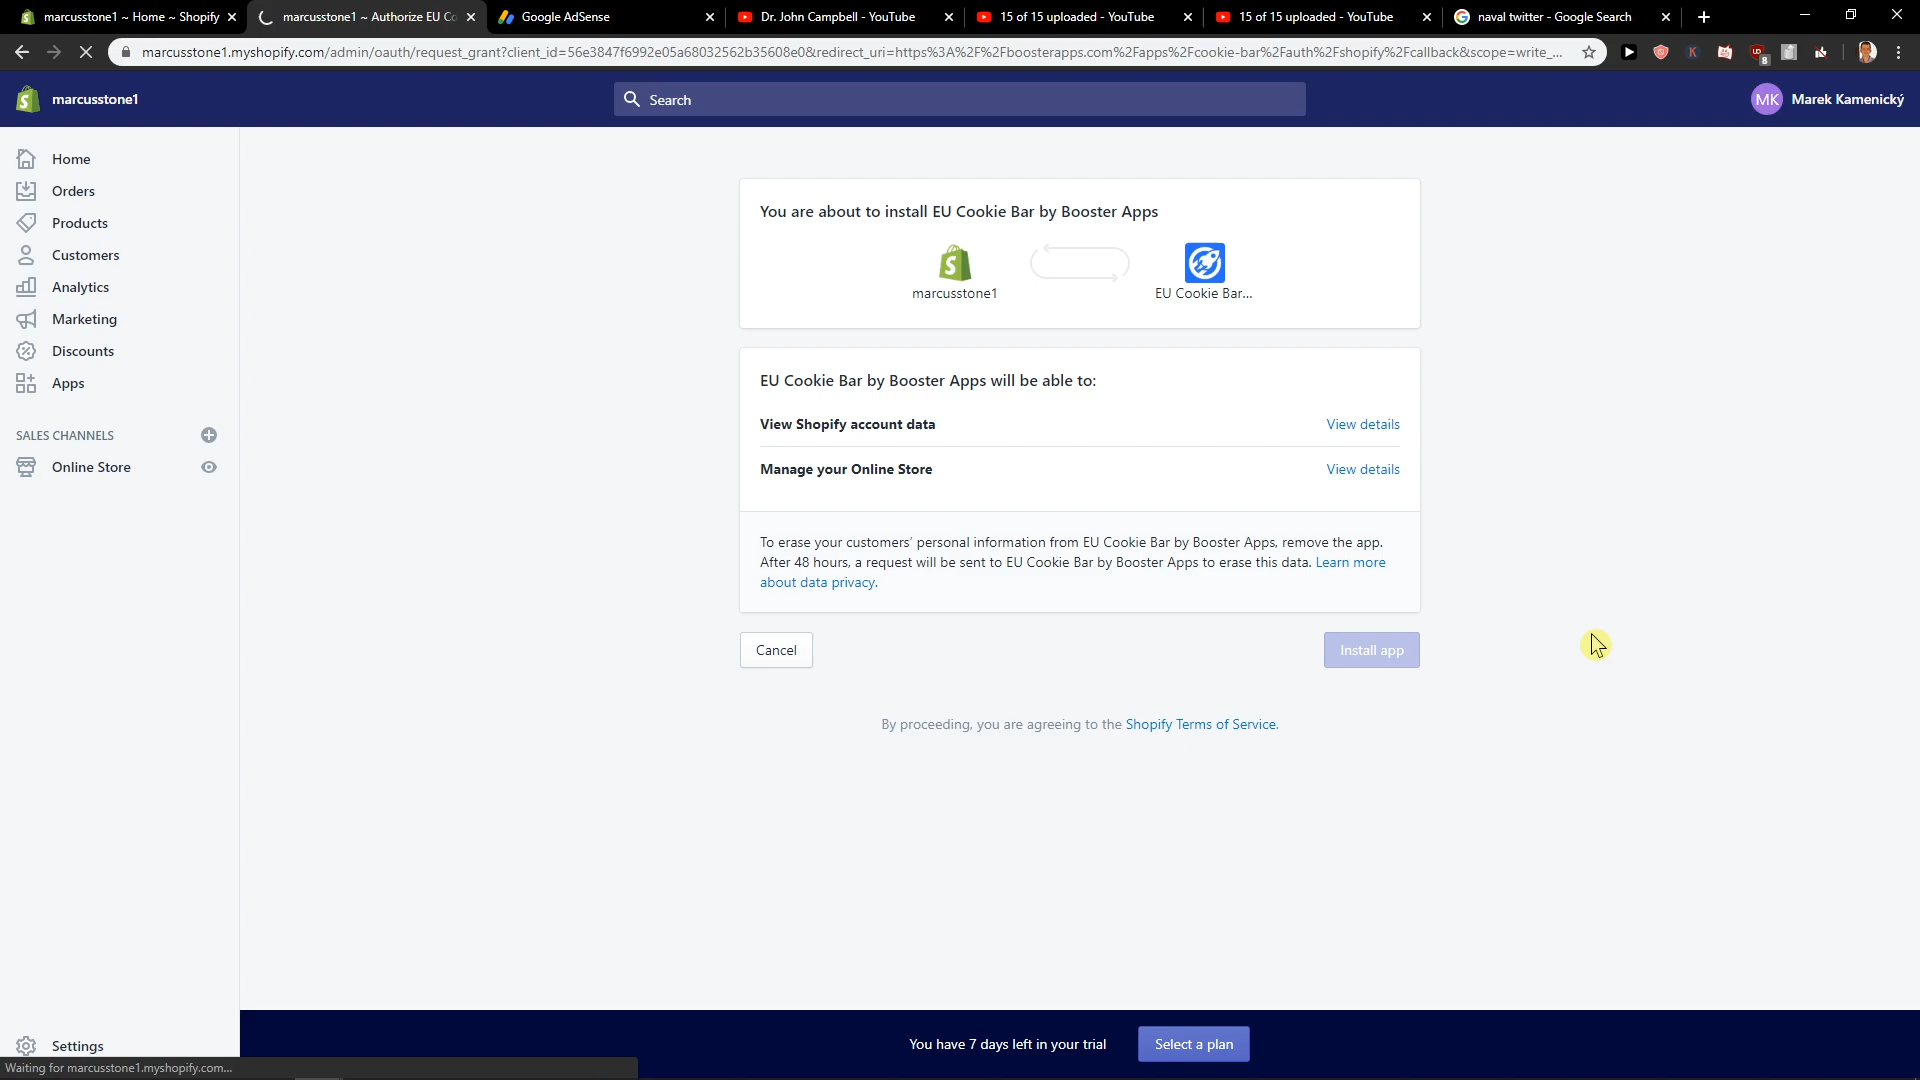 marcusstone1 ~ Home ~ Shopify
marcusstone1 ~ Authorize EU Co
Google AdSense
Dr. John Campbell - YouTube
15 of 15 uploaded - YouTube
15 of 15 uploaded - YouTube
naval twitter - Google Search
marcusstone1.myshopify.com/admin/oauth/request_grant?client_id=56e3847f6992e05a68032562b35608e0&redirect_uri=https%3A%2F%2Fboosterapps.com%2Fapps%2Fcookie-bar%2Fauth%2Fshopify%2Fcallback&scope=write_...
K
8
marcusstone1
Search
MK
Marek Kamenický
Home
Orders
Products
Customers
Analytics
Marketing
Discounts
Apps
SALES CHANNELS
Online Store
You are about to install EU Cookie Bar by Booster Apps
marcusstone1
EU Cookie Bar...
EU Cookie Bar by Booster Apps will be able to:
View Shopify account data
View details
Manage your Online Store
View details
To erase your customers' personal information from EU Cookie Bar by Booster Apps, remove the app.
After 48 hours, a request will be sent to EU Cookie Bar by Booster Apps to erase this data. Learn more
about data privacy.
Cancel
Install app
By proceeding, you are agreeing to the Shopify Terms of Service.
Settings
You have 7 days left in your trial
Select a plan
Waiting for marcusstone1.myshopify.com...